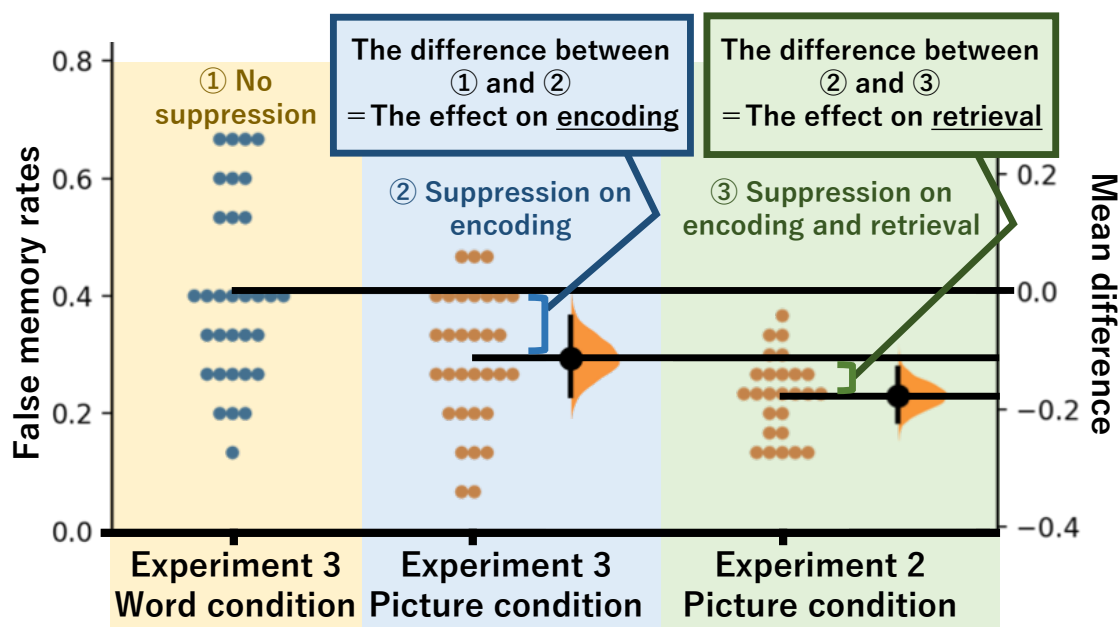 The difference between
① and ②
＝The effect on encoding
The difference between
② and ③
＝The effect on retrieval
① No
suppression
② Suppression on
encoding
③ Suppression on
encoding and retrieval
False memory rates
0.8
0.6
0.4
0.2
0.0
Mean difference
0.2
0.0
−0.2
−0.4
Experiment 3
Word condition
Experiment 3
Picture condition
Experiment 2
Picture condition